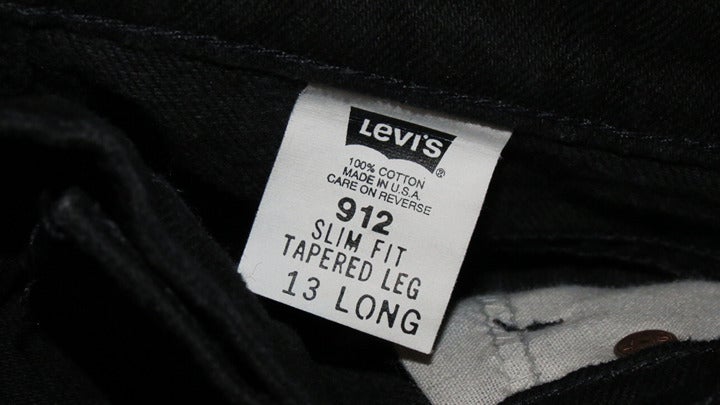 Levi's ®
100% COTTON
MADE IN U.S.A.
CARE ON REVERSE
912
SLIM FIT
TAPERED LEG
13 LONG